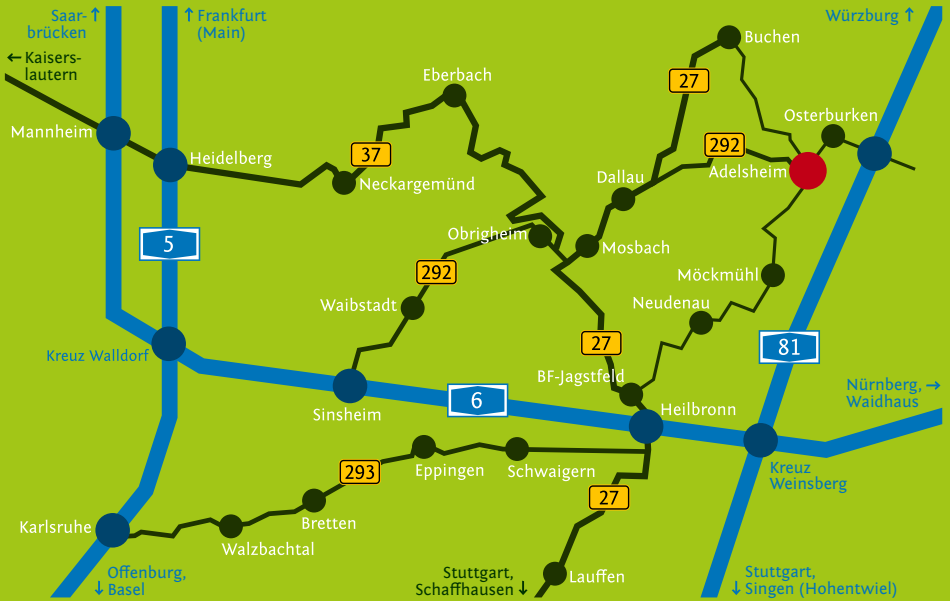 Saar-↑
brücken
↑ Frankfurt
(Main)
Würzburg ↑
Buchen
← Kaisers-
lautern
Eberbach
27
Osterburken
Mannheim
292
Heidelberg
37
Adelsheim
Neckargemünd
Dallau
Obrigheim
5
Mosbach
292
Möckmühl
Waibstadt
Neudenau
27
81
Kreuz Walldorf
BF-Jagstfeld
Nürnberg, →
Waidhaus
6
Sinsheim
Heilbronn
293
Eppingen
Schwaigern
Kreuz
Weinsberg
27
Bretten
Karlsruhe
Walzbachtal
Offenburg,
↓ Basel
Stuttgart,
Schaffhausen ↓
Lauffen
Stuttgart,
↓ Singen (Hohentwiel)